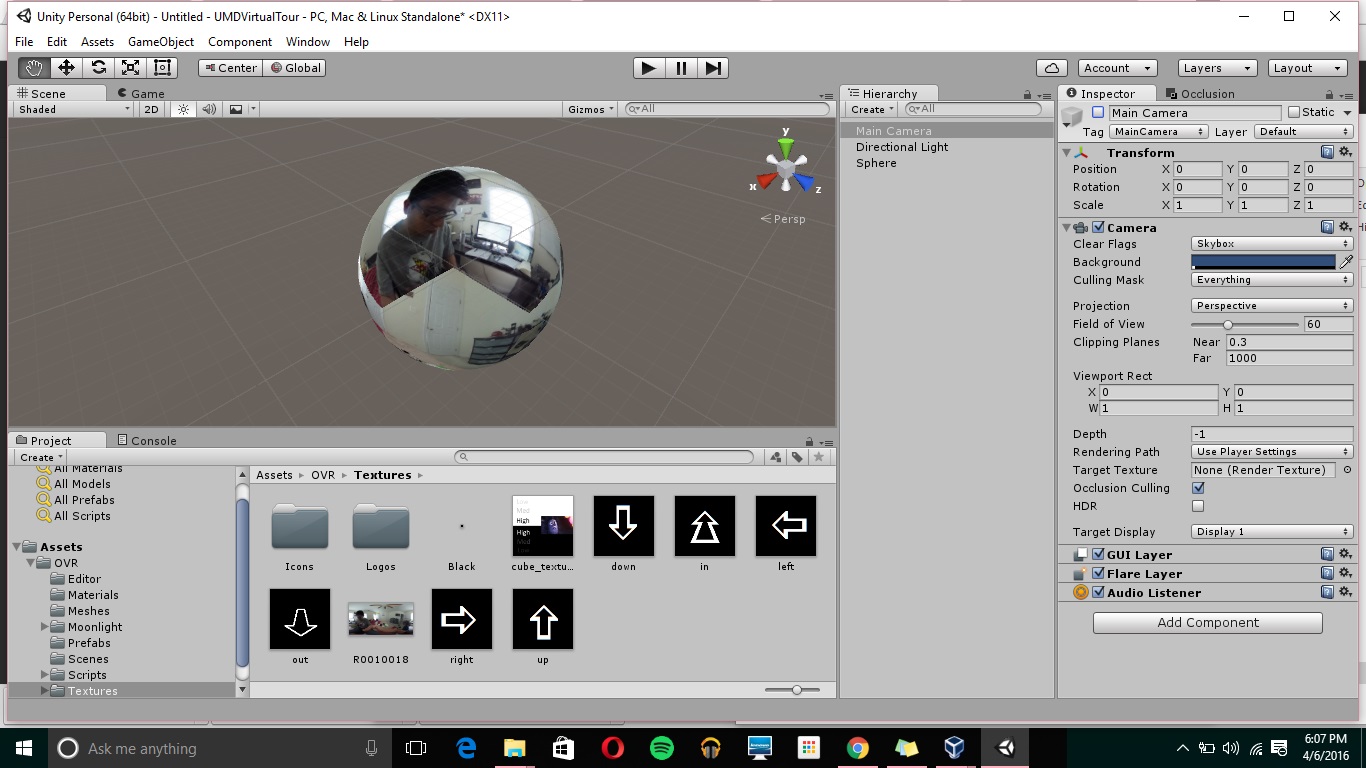 Unity Personal (64bit) - Untitled - UMDVirtualTour - PC, Mac & Linux Standalone* <DX11>
File Edit Assets GameObject Component Window Help
Center Global Account Layers Layout
Scene Game
Shaded 2D Gizmos All
y
x z
Persp
Hierarchy
Create All
Main Camera
Directional Light
Sphere
Inspector Occlusion
Main Camera Static
Tag MainCamera Layer Default
Transform
Position X 0 Y 0 Z 0
Rotation X 0 Y 0 Z 0
Scale X 1 Y 1 Z 1
Camera
Clear Flags Skybox
Background
Culling Mask Everything
Projection Perspective
Field of View 60
Clipping Planes Near 0.3
Far 1000
Viewport Rect
X 0 Y 0
W 1 H 1
Depth -1
Rendering Path Use Player Settings
Target Texture None (Render Texture)
Occlusion Culling
HDR
Target Display Display 1
GUI Layer
Flare Layer
Audio Listener
Add Component
Project Console
Create
All Materials
All Models
All Prefabs
All Scripts
Assets
OVR
Editor
Materials
Meshes
Moonlight
Prefabs
Scenes
Scripts
Textures
Assets OVR Textures
Low
Med
High
High
Med
Icons Logos Black cube_textu... down in left
out R0010018 right up
Ask me anything
6:07 PM
4/6/2016